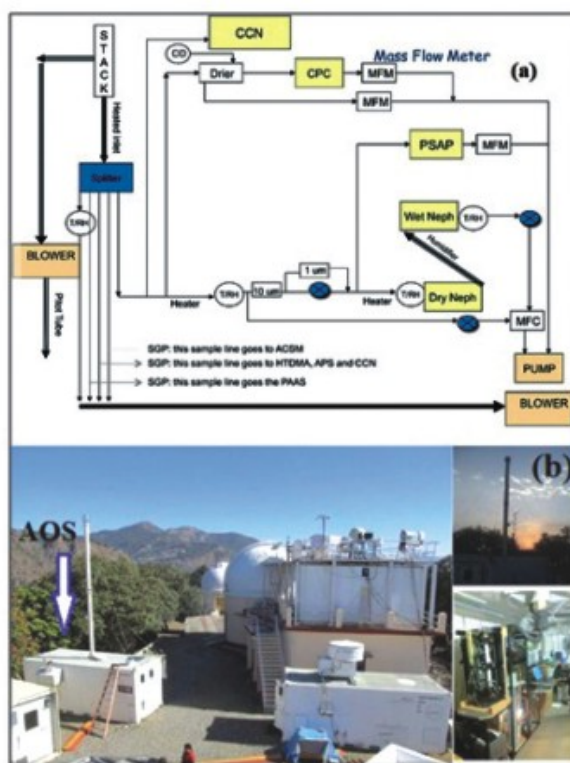 STACK
CCN
CO
Drier
CPC
MFM
Mass Flow Meter
(a)
MFM
Heated Inlet
PSAP
MFM
Spider
T/RH
Wet Neph
T/RH
BLOWER
Humidifier
1 um
T/RH
10 um
Heater
Heater
T/RH
Dry Neph
Pitot Tube
MFC
SGP: this sample line goes to ACSM
SGP: this sample line goes to HTDMA, APS and CCN
SGP: this sample line goes the PAAS
PUMP
BLOWER
AOS
(b)